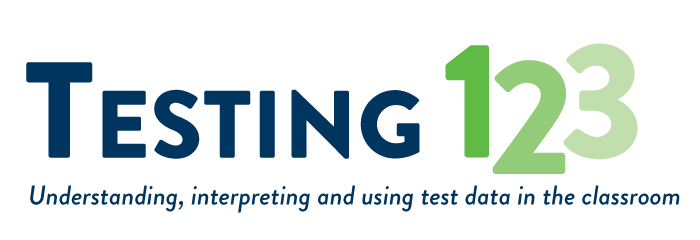 TESTING 123
Understanding, interpreting and using test data in the classroom